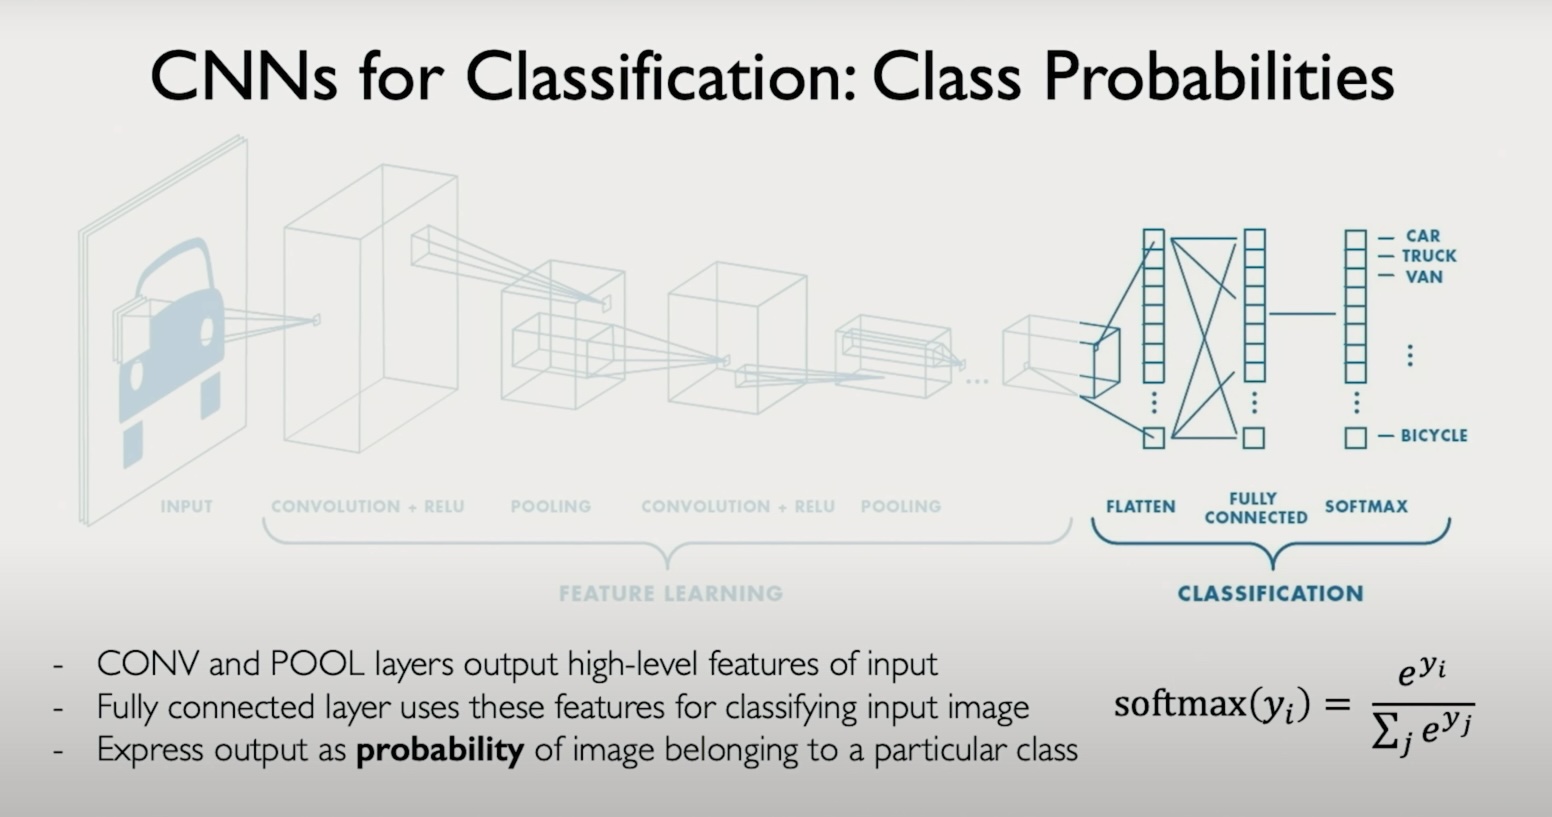 CNNs for Classification: Class Probabilities
CAR
TRUCK
VAN
⋮
...
⋮ ⋮ ⋮
BICYCLE
INPUT CONVOLUTION + RELU POOLING CONVOLUTION + RELU POOLING FLATTEN FULLY CONNECTED SOFTMAX
FEATURE LEARNING CLASSIFICATION
- CONV and POOL layers output high-level features of input
- Fully connected layer uses these features for classifying input image
- Express output as probability of image belonging to a particular class
softmax(y_i) = e^{y_i} / Σ_j e^{y_j}